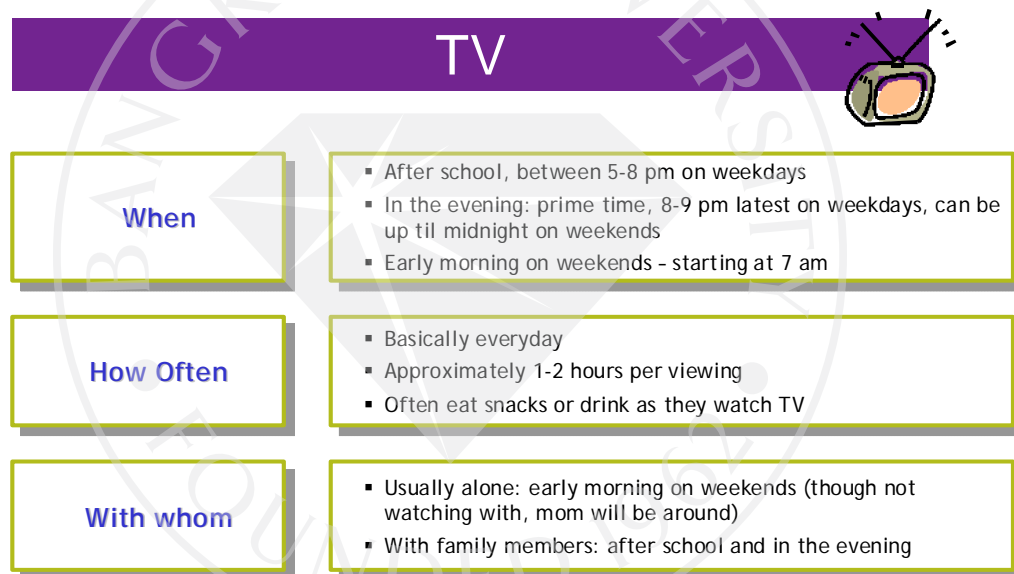 TV
When
▪ After school, between 5-8 pm on weekdays
▪ In the evening: prime time, 8-9 pm latest on weekdays, can be
up til midnight on weekends
▪ Early morning on weekends – starting at 7 am
How Often
▪ Basically everyday
▪ Approximately 1-2 hours per viewing
▪ Often eat snacks or drink as they watch TV
With whom
▪ Usually alone: early morning on weekends (though not
watching with, mom will be around)
▪ With family members: after school and in the evening